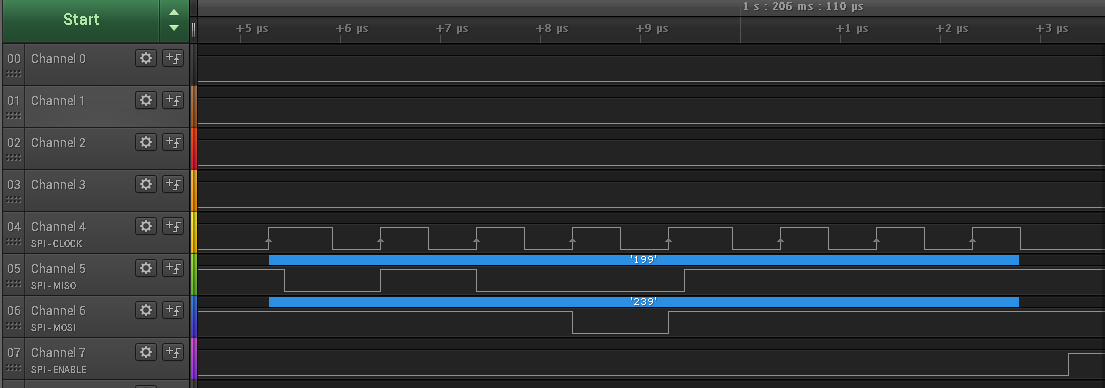 Start
1 s : 206 ms : 110 µs
+5 µs +6 µs +7 µs +8 µs +9 µs +1 µs +2 µs +3 µs
00 Channel 0
01 Channel 1
02 Channel 2
03 Channel 3
04 Channel 4
SPI - CLOCK
'199'
05 Channel 5
SPI - MISO
'239'
06 Channel 6
SPI - MOSI
07 Channel 7
SPI - ENABLE